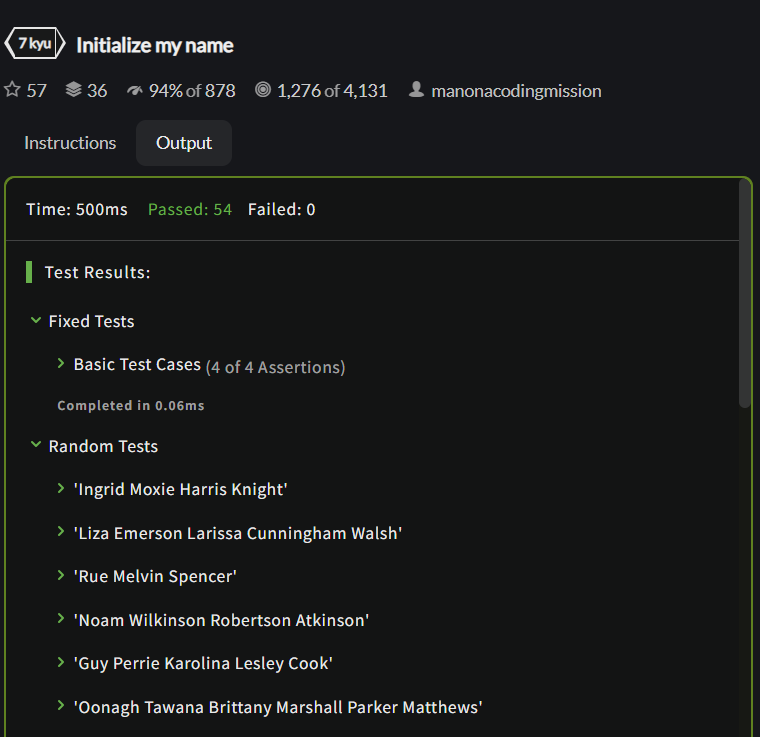 7 kyu Initialize my name
57 36 94% of 878 1,276 of 4,131 manonacodingmission
Instructions Output
Time: 500ms Passed: 54 Failed: 0
Test Results:
Fixed Tests
Basic Test Cases (4 of 4 Assertions)
Completed in 0.06ms
Random Tests
'Ingrid Moxie Harris Knight'
'Liza Emerson Larissa Cunningham Walsh'
'Rue Melvin Spencer'
'Noam Wilkinson Robertson Atkinson'
'Guy Perrie Karolina Lesley Cook'
'Oonagh Tawana Brittany Marshall Parker Matthews'